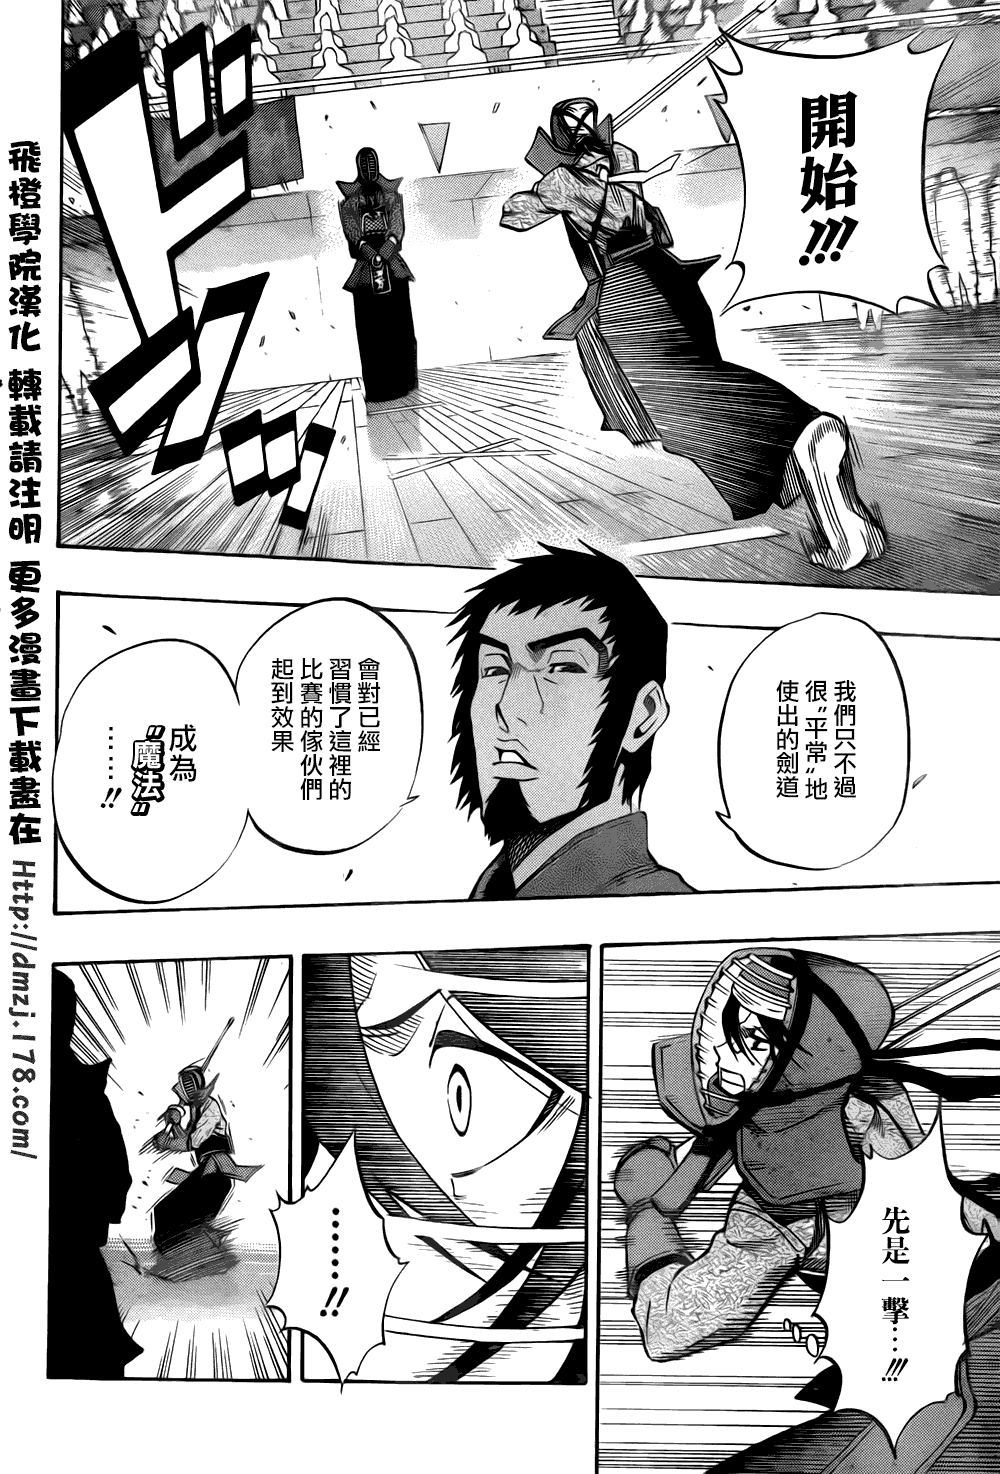 開始!!!
ドドド…
我們只不過
很"平常"地
使出的劍道
會對已經
習慣了這裡的
比賽的傢伙們
起到效果
成為
"魔法"
……!!
先是一擊…!!!
……!!
飛橙學院漢化 轉載請注明 更多漫畫下載盡在 Http://dmzj.178.com/